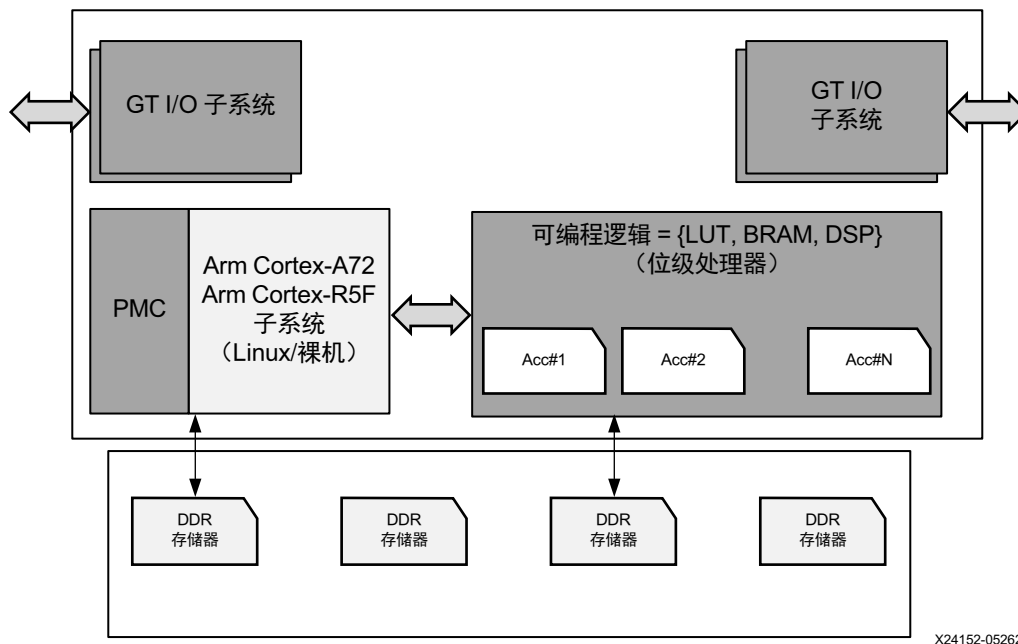 GT I/O 子系统
GT I/O
子系统
PMC
Arm Cortex-A72
Arm Cortex-R5F
子系统
（Linux/裸机）
可编程逻辑 = {LUT, BRAM, DSP}
（位级处理器）
Acc#1
Acc#2
Acc#N
DDR
存储器
DDR
存储器
DDR
存储器
DDR
存储器
X24152-05262